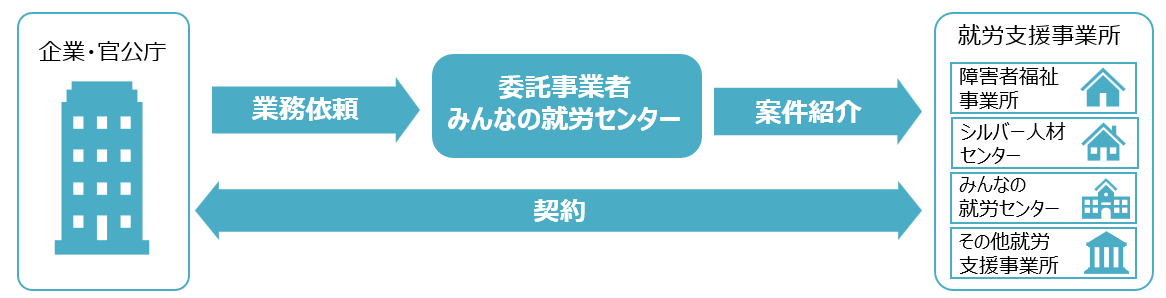 企業・官公庁
業務依頼
委託事業者
みんなの就労センター
案件紹介
契約
就労支援事業所
障害者福祉
事業所
シルバー人材
センター
みんなの
就労センター
その他就労
支援事業所